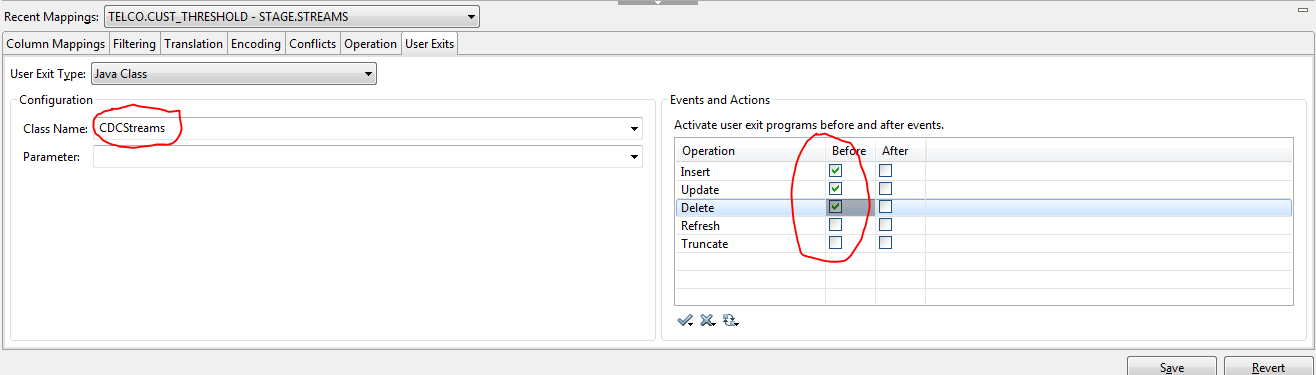 Recent Mappings: TELCO.CUST_THRESHOLD - STAGE.STREAMS
Column Mappings Filtering Translation Encoding Conflicts Operation User Exits
User Exit Type: Java Class
Configuration
Class Name: CDCStreams
Parameter:
Events and Actions
Activate user exit programs before and after events.
Operation Before After
Insert
Update
Delete
Refresh
Truncate
Save Revert